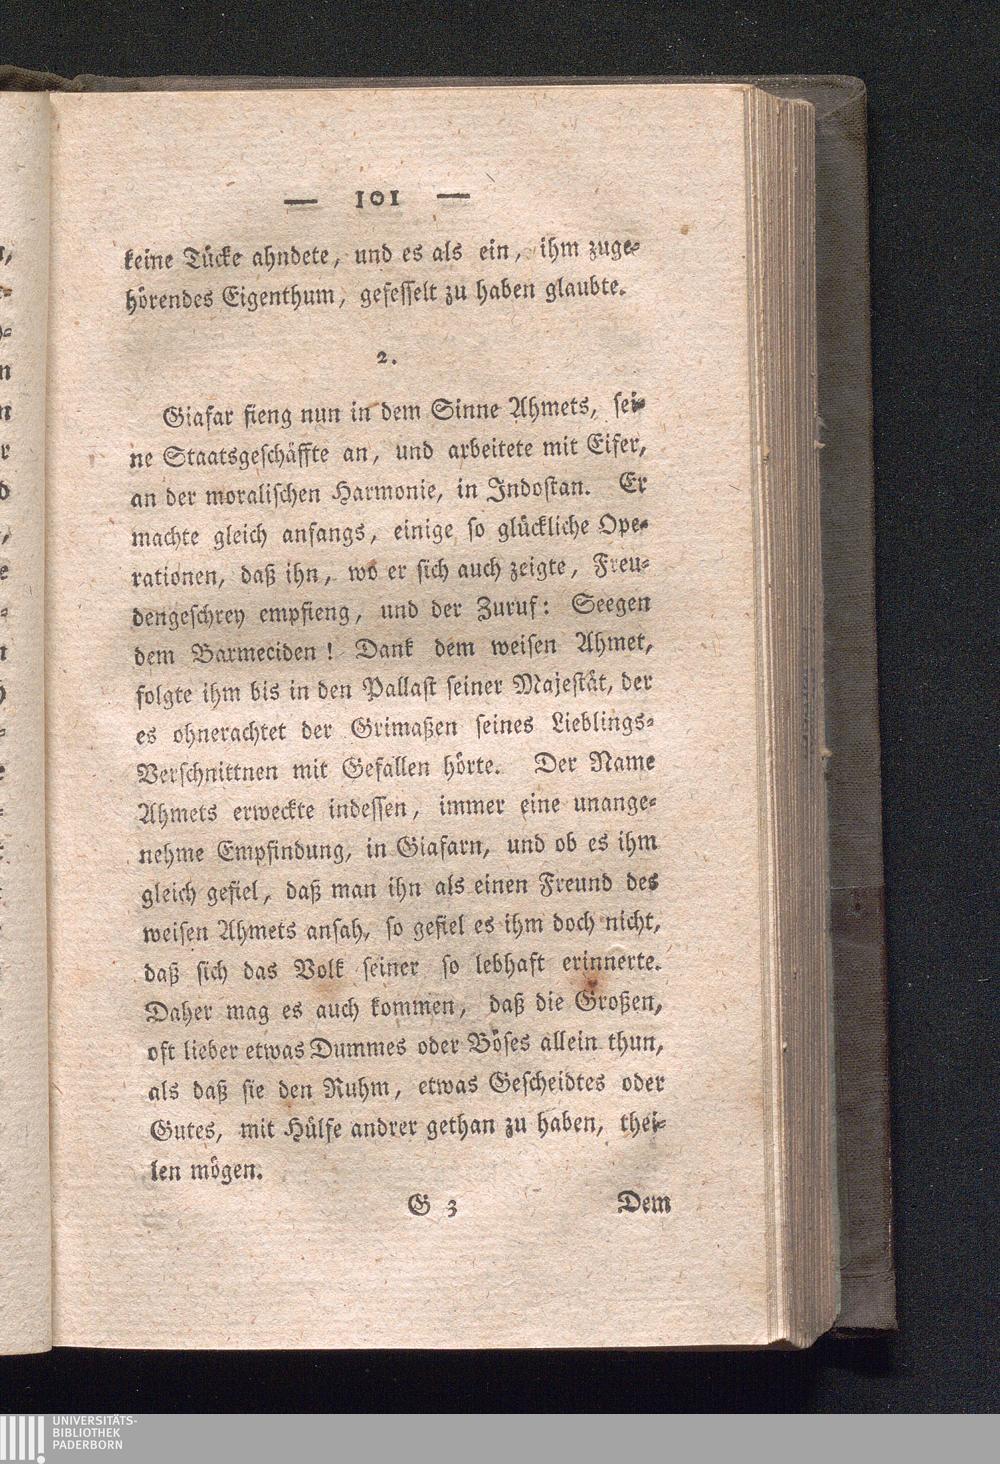 — 101 —
keine Tücke ahndete, und es als ein, ihm zuge-
hörendes Eigenthum, gefesselt zu haben glaubte.
2.
Giafar fieng nun in dem Sinne Ahmets, sei-
ne Staatsgeschäffte an, und arbeitete mit Eifer,
an der moralischen Harmonie, in Indostan. Er
machte gleich anfangs, einige so glückliche Ope-
rationen, daß ihn, wo er sich auch zeigte, Freu-
dengeschrey empfieng, und der Zuruf: Seegen
dem Barmeciden! Dank dem weisen Ahmet,
folgte ihm bis in den Pallast seiner Majestät, der
es ohnerachtet der Grimaßen seines Lieblings-
Verschnittnen mit Gefallen hörte. Der Name
Ahmets erweckte indessen, immer eine unange-
nehme Empfindung, in Giafarn, und ob es ihm
gleich gefiel, daß man ihn als einen Freund des
weisen Ahmets ansah, so gefiel es ihm doch nicht,
daß sich das Volk seiner so lebhaft erinnerte.
Daher mag es auch kommen, daß die Großen,
oft lieber etwas Dummes oder Böses allein thun,
als daß sie den Ruhm, etwas Gescheidtes oder
Gutes, mit Hülfe andrer gethan zu haben, thei-
len mögen.
G 3 Dem
UNIVERSITÄTS-
BIBLIOTHEK
PADERBORN